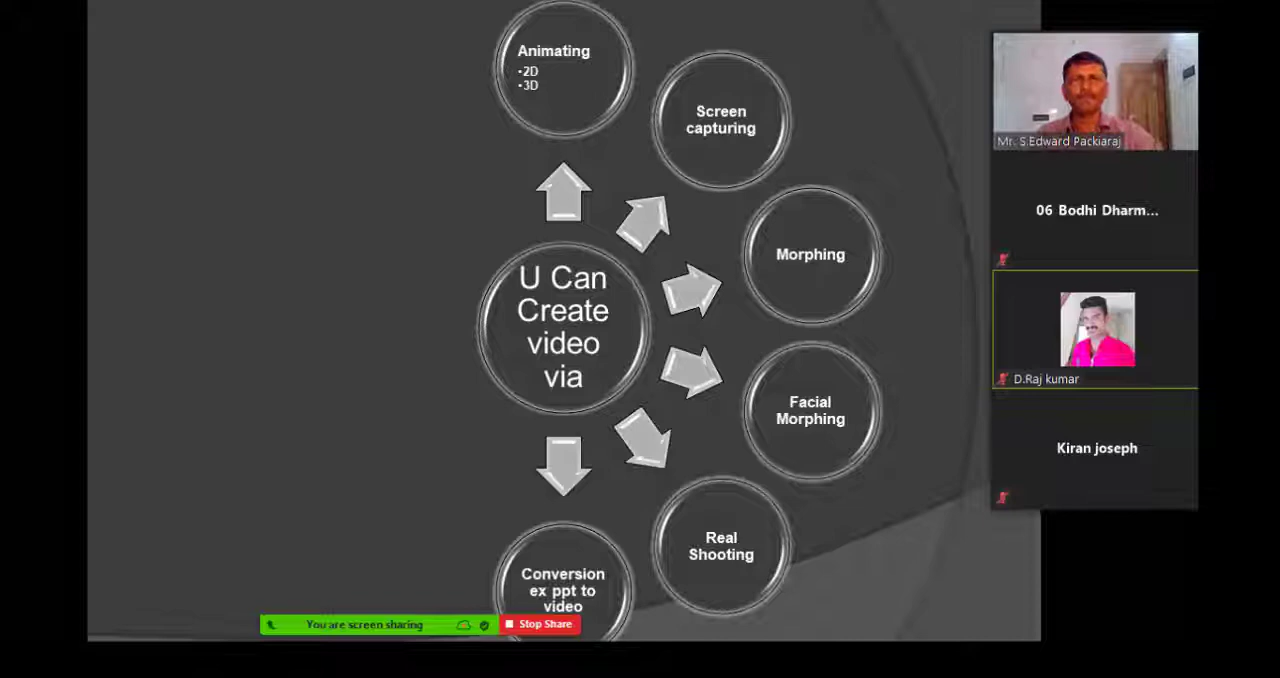 Animating
•2D
•3D
Screen
capturing
Morphing
U Can
Create
video
via
Facial
Morphing
Real
Shooting
Conversion
ex ppt to
video
You are screen sharing
Stop Share
Mr. S.Edward Packiaraj
06 Bodhi Dharm...
D.Raj kumar
Kiran joseph